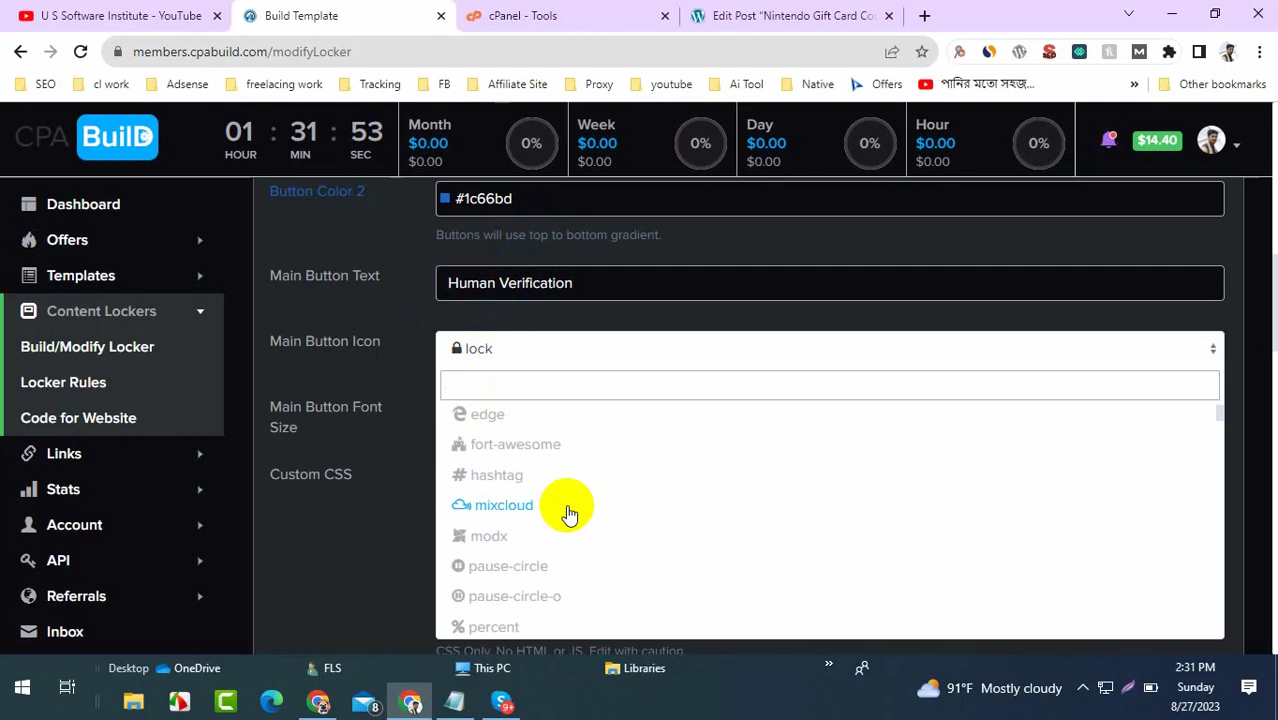 U S Software Institute - YouTube
Build Template
cPanel - Tools
Edit Post “Nintendo Gift Card Co
members.cpabuild.com/modifyLocker
SEO
cl work
Adsense
freelacing work
Tracking
FB
Affiliate Site
Proxy
youtube
Ai Tool
Native
Offers
পানির মতো সহজ...
Other bookmarks
CPA BuilD
01 : 31 : 53
HOUR MIN SEC
Month
$0.00
$0.00
0%
Week
$0.00
$0.00
0%
Day
$0.00
$0.00
0%
Hour
$0.00
$0.00
0%
$14.40
Dashboard
Offers
Templates
Content Lockers
Build/Modify Locker
Locker Rules
Code for Website
Links
Stats
Account
API
Referrals
Inbox
Button Color 2
#1c66bd
Buttons will use top to bottom gradient.
Main Button Text
Human Verification
Main Button Icon
lock
edge
fort-awesome
hashtag
mixcloud
modx
pause-circle
pause-circle-o
percent
Main Button Font
Size
Custom CSS
CSS Only. No HTML or JS. Edit with caution
Desktop
OneDrive
FLS
This PC
Libraries
8
9+
91°F Mostly cloudy
2:31 PM
Sunday
8/27/2023